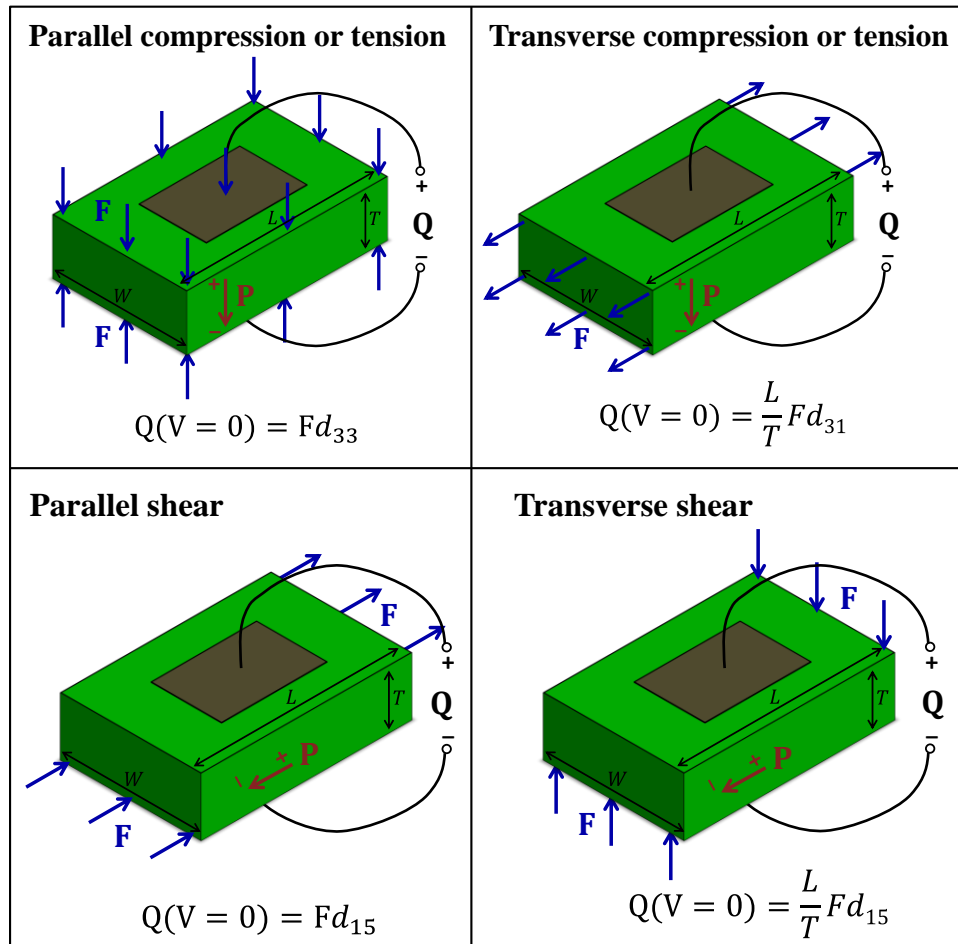 Parallel compression or tension
F
L
T
+
Q
−
W
+
P
−
F
Q(V = 0) = Fd₃₃
Transverse compression or tension
L
T
+
Q
−
W
+
P
−
F
Q(V = 0) = L/T Fd₃₁
Parallel shear
F
L
T
+
Q
−
W
+
P
−
F
Q(V = 0) = Fd₁₅
Transverse shear
F
L
T
+
Q
−
W
+
P
−
F
Q(V = 0) = L/T Fd₁₅